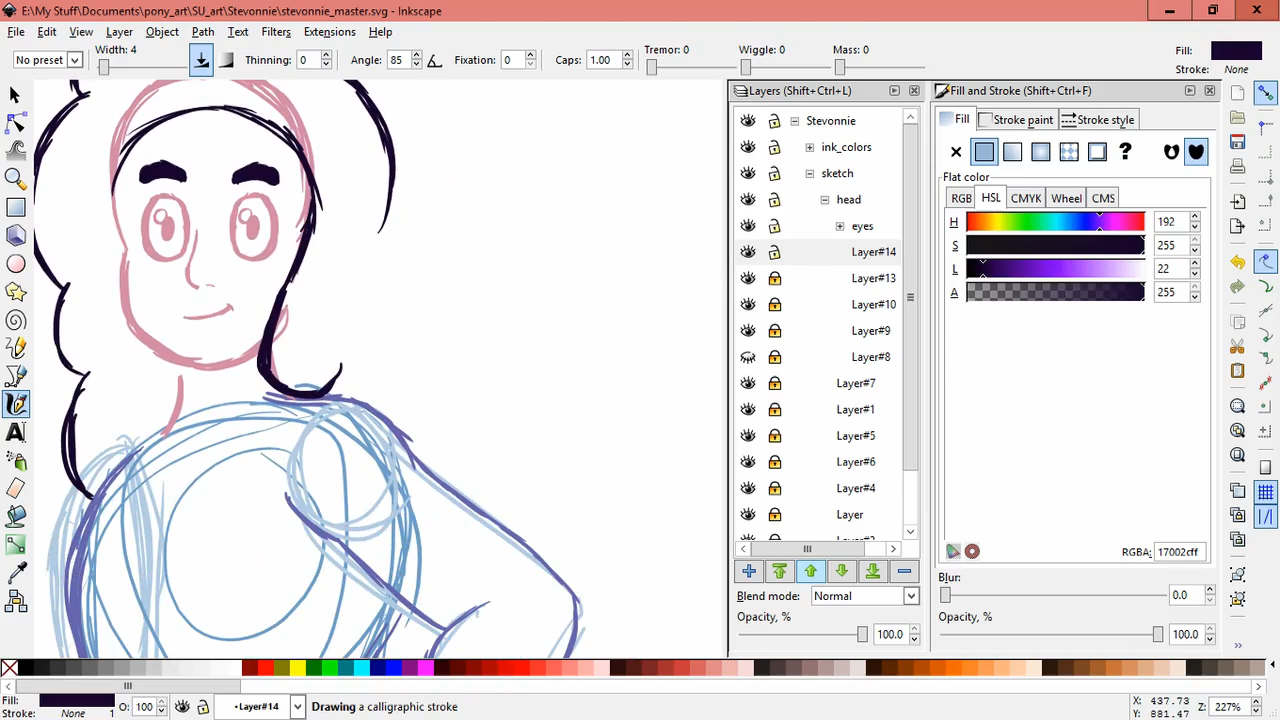 E:\My Stuff\Documents\pony_art\SU_art\Stevonnie\stevonnie_master.svg - Inkscape
File Edit View Layer Object Path Text Filters Extensions Help
No preset Width: 4 Thinning: 0 Angle: 85 Fixation: 0 Caps: 1.00 Tremor: 0 Wiggle: 0 Mass: 0 Fill:
Stroke: None
Layers (Shift+Ctrl+L) Fill and Stroke (Shift+Ctrl+F)
Stevonnie
ink_colors
sketch
head
eyes
Layer#14
Layer#13
Layer#10
Layer#9
Layer#8
Layer#7
Layer#1
Layer#5
Layer#6
Layer#4
Layer
Blend mode: Normal
Opacity, %
100.0
Fill Stroke paint Stroke style
?
Flat color
RGB HSL CMYK Wheel CMS
H 192
S 255
L 22
A 255
RGBA: 17002cff
Blur:
0.0
Opacity, %
100.0
Fill:
Stroke: None 1
O: 100
•Layer#14
Drawing a calligraphic stroke
X: 437.73
Y: 881.47
Z: 227%